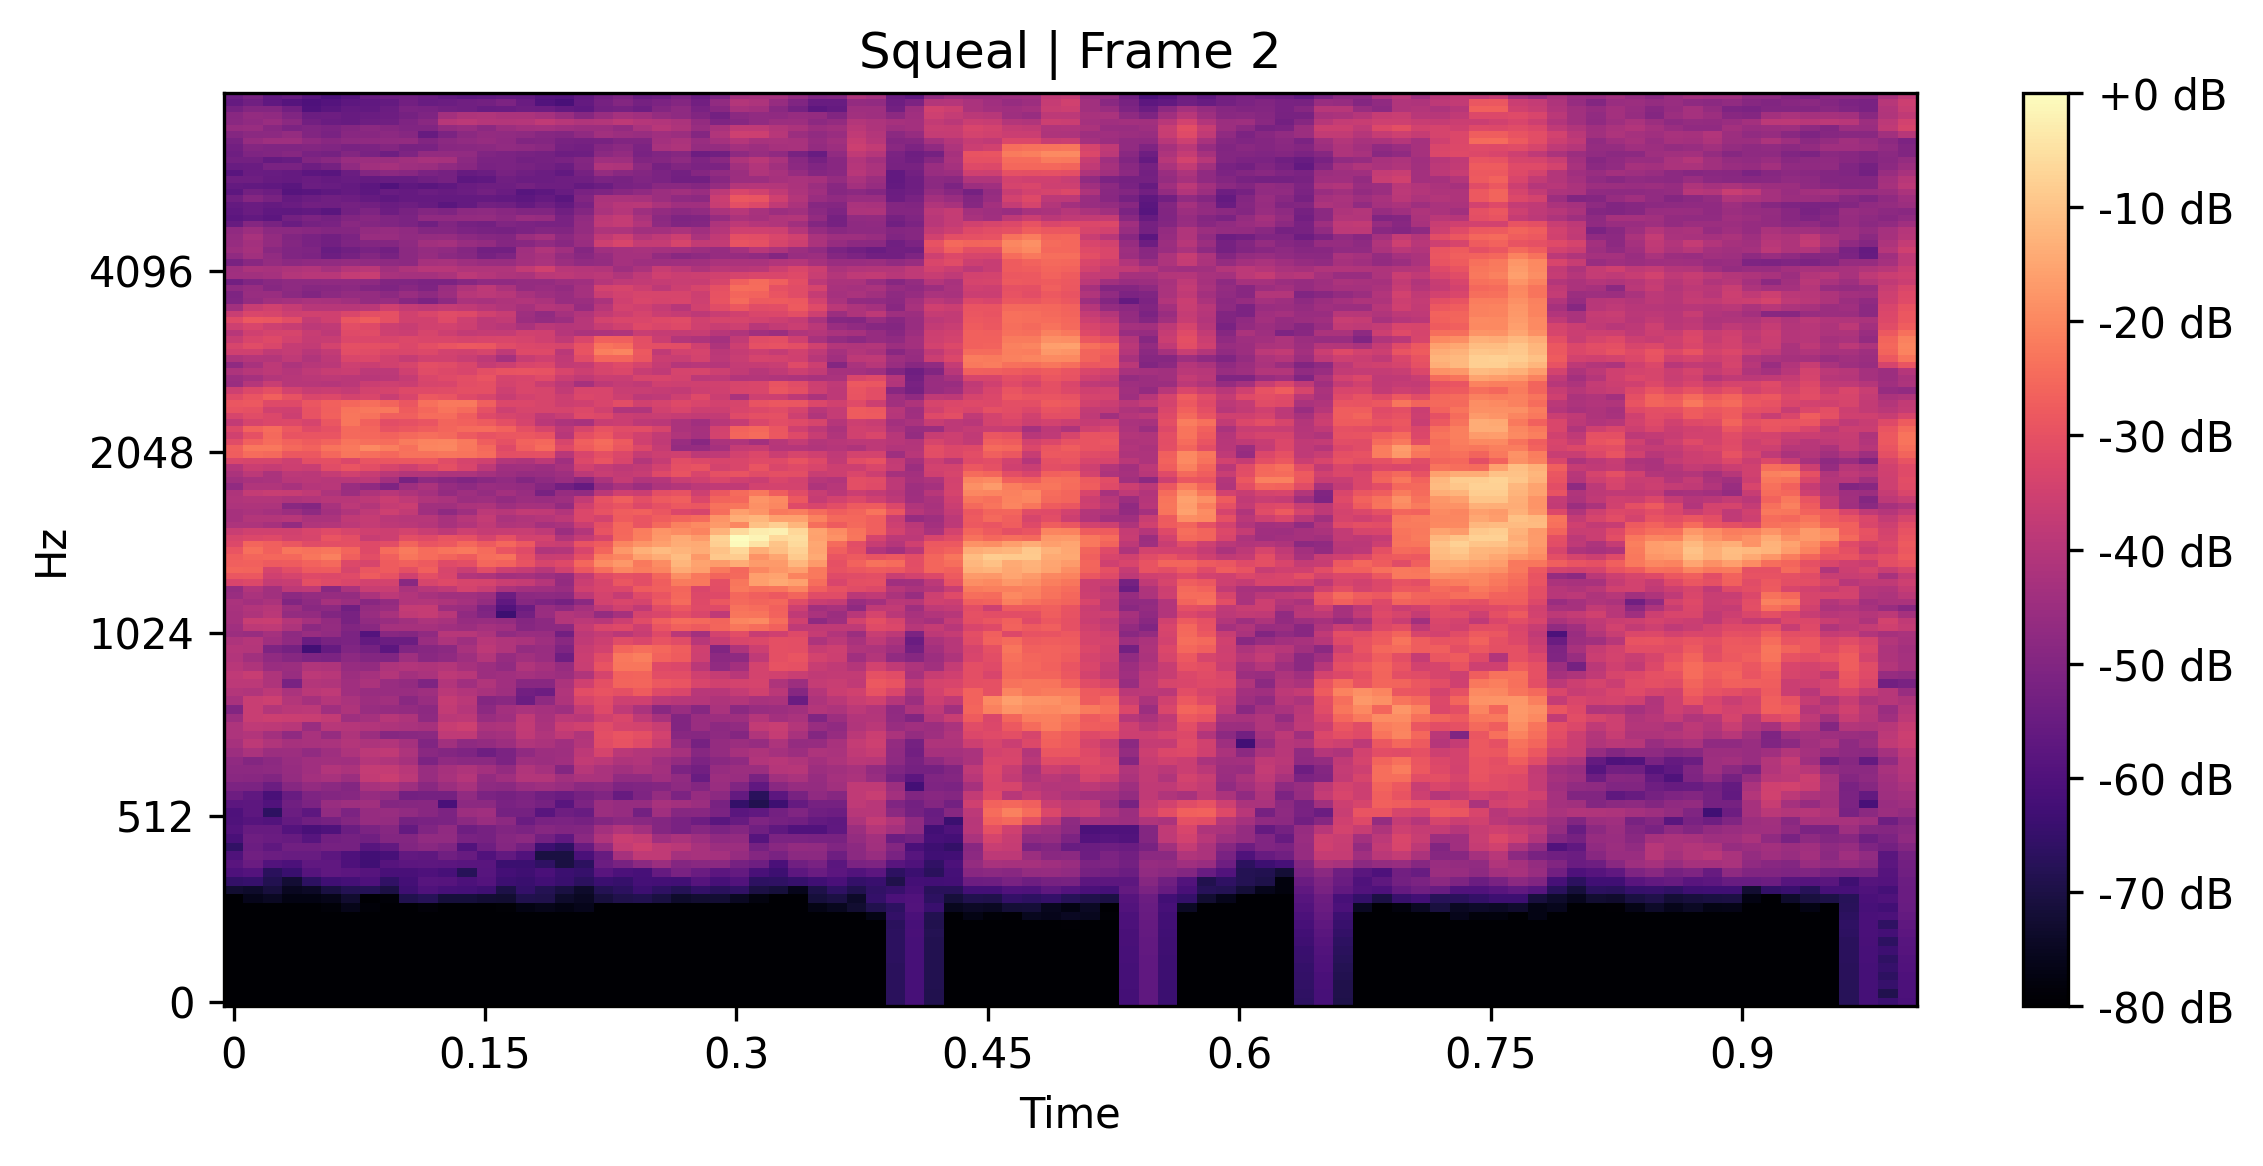 Squeal | Frame 2
Hz
4096
2048
1024
512
0
0 0.15 0.3 0.45 0.6 0.75 0.9
Time
+0 dB
-10 dB
-20 dB
-30 dB
-40 dB
-50 dB
-60 dB
-70 dB
-80 dB